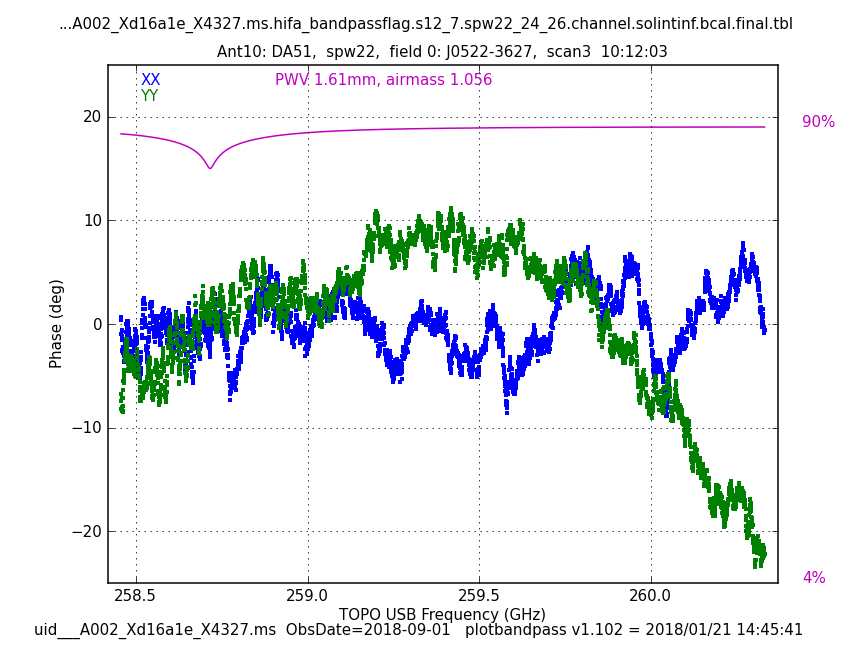 ...A002_Xd16a1e_X4327.ms.hifa_bandpassflag.s12_7.spw22_24_26.channel.solintinf.bcal.final.tbl
Ant10: DA51, spw22, field 0: J0522-3627, scan3 10:12:03
XX
PWV 1.61mm, airmass 1.056
YY
90%
20
10
0
−10
−20
Phase (deg)
4%
258.5 259.0 259.5 260.0
TOPO USB Frequency (GHz)
uid___A002_Xd16a1e_X4327.ms ObsDate=2018-09-01 plotbandpass v1.102 = 2018/01/21 14:45:41